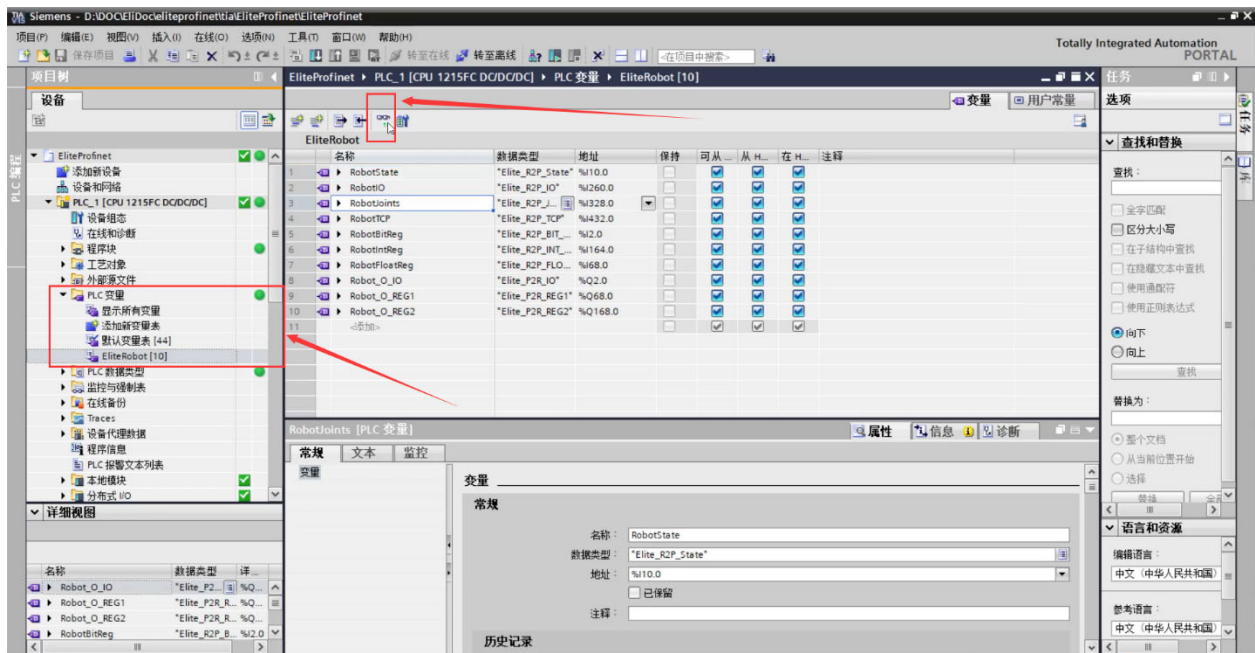 Siemens - D:\DOC\EliDoc\eliteprofinet\tia\EliteProfinet\EliteProfinet
项目(P) 编辑(E) 视图(V) 插入(I) 在线(O) 选项(N) 工具(T) 窗口(W) 帮助(H)
Totally Integrated Automation
PORTAL
保存项目 转至在线 转至离线 <在项目中搜索>
项目树
EliteProfinet ▸ PLC_1 [CPU 1215FC DC/DC/DC] ▸ PLC 变量 ▸ EliteRobot [10]
任务
设备
变量 用户常量
选项
EliteRobot
查找和替换
名称 数据类型 地址 保持 可从... 从 H... 在 H... 注释
1 RobotState "Elite_R2P_State" %I10.0
2 RobotIO "Elite_R2P_IO" %I260.0
3 RobotJoints "Elite_R2P_J... %I328.0
4 RobotTCP "Elite_R2P_TCP" %I432.0
5 RobotBitReg "Elite_R2P_BIT_... %I2.0
6 RobotIntReg "Elite_R2P_INT_... %I164.0
7 RobotFloatReg "Elite_R2P_FLO... %I68.0
8 Robot_O_IO "Elite_P2R_IO" %Q2.0
9 Robot_O_REG1 "Elite_P2R_REG1" %Q68.0
10 Robot_O_REG2 "Elite_P2R_REG2" %Q168.0
11 <添加>
PLC 编程
EliteProfinet
添加新设备
设备和网络
PLC_1 [CPU 1215FC DC/DC/DC]
设备组态
在线和诊断
程序块
工艺对象
外部源文件
PLC 变量
显示所有变量
添加新变量表
默认变量表 [44]
EliteRobot [10]
PLC 数据类型
监控与强制表
在线备份
Traces
设备代理数据
程序信息
PLC 报警文本列表
本地模块
分布式 I/O
详细视图
名称 数据类型 详...
Robot_O_IO "Elite_P2... %Q...
Robot_O_REG1 "Elite_P2R_R... %Q...
Robot_O_REG2 "Elite_P2R_R... %Q...
RobotBitReg "Elite_R2P_B... %I2.0
RobotJoints [PLC 变量]
属性 信息 诊断
常规 文本 监控
变量
变量
常规
名称: RobotState
数据类型: "Elite_R2P_State"
地址: %I10.0
已保留
注释:
历史记录
查找:
全字匹配
区分大小写
在子结构中查找
在隐藏文本中查找
使用通配符
使用正则表达式
向下
向上
查找
替换为:
整个文档
从当前位置开始
选择
替换
语言和资源
编辑语言:
中文(中华人民共和国)
参考语言:
中文(中华人民共和国)
任务
库